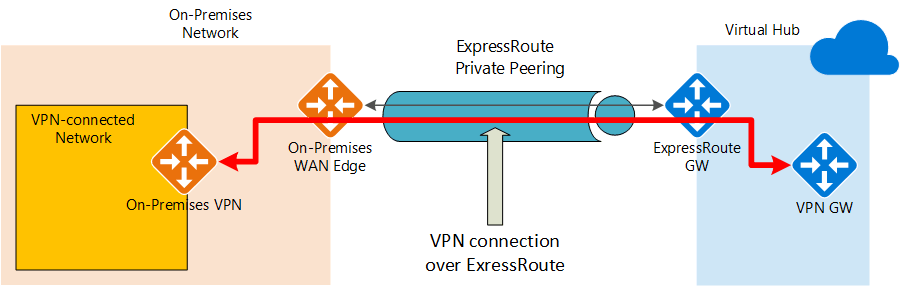 On-Premises
Network
ExpressRoute
Private Peering
Virtual Hub
VPN-connected
Network
On-Premises
WAN Edge
ExpressRoute
GW
On-Premises VPN
VPN GW
VPN connection
over ExressRoute